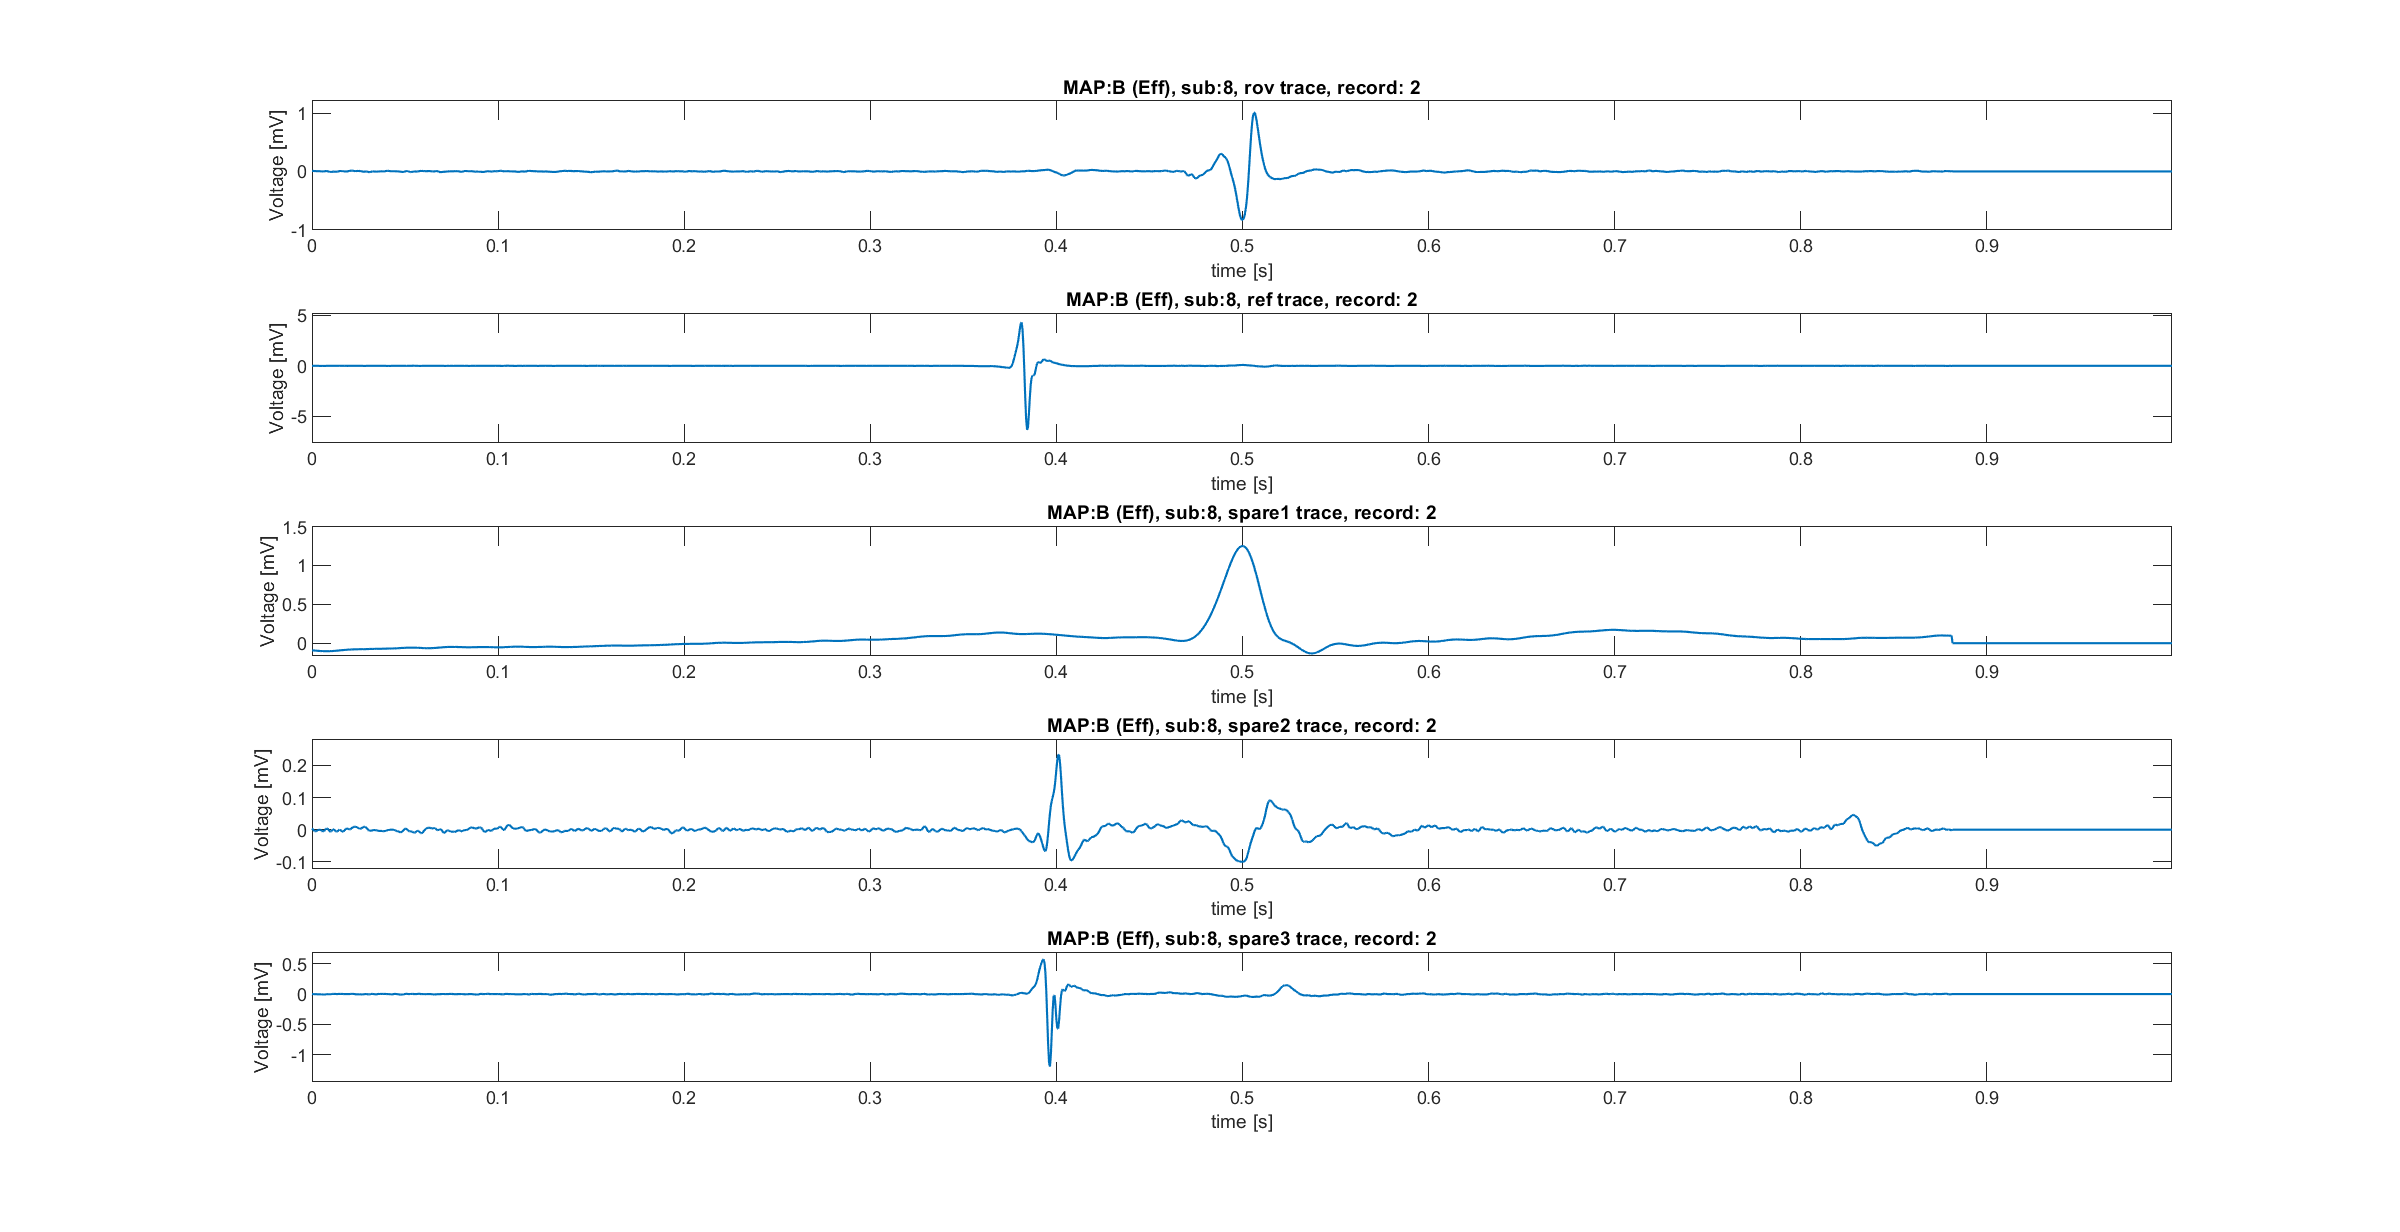 MAP:B (Eff), sub:8, rov trace, record: 2
Voltage [mV]
1
0
-1
0 0.1 0.2 0.3 0.4 0.5 0.6 0.7 0.8 0.9
time [s]
MAP:B (Eff), sub:8, ref trace, record: 2
Voltage [mV]
5
0
-5
0 0.1 0.2 0.3 0.4 0.5 0.6 0.7 0.8 0.9
time [s]
MAP:B (Eff), sub:8, spare1 trace, record: 2
Voltage [mV]
1.5
1
0.5
0
0 0.1 0.2 0.3 0.4 0.5 0.6 0.7 0.8 0.9
time [s]
MAP:B (Eff), sub:8, spare2 trace, record: 2
Voltage [mV]
0.2
0.1
0
-0.1
0 0.1 0.2 0.3 0.4 0.5 0.6 0.7 0.8 0.9
time [s]
MAP:B (Eff), sub:8, spare3 trace, record: 2
Voltage [mV]
0.5
0
-0.5
-1
0 0.1 0.2 0.3 0.4 0.5 0.6 0.7 0.8 0.9
time [s]